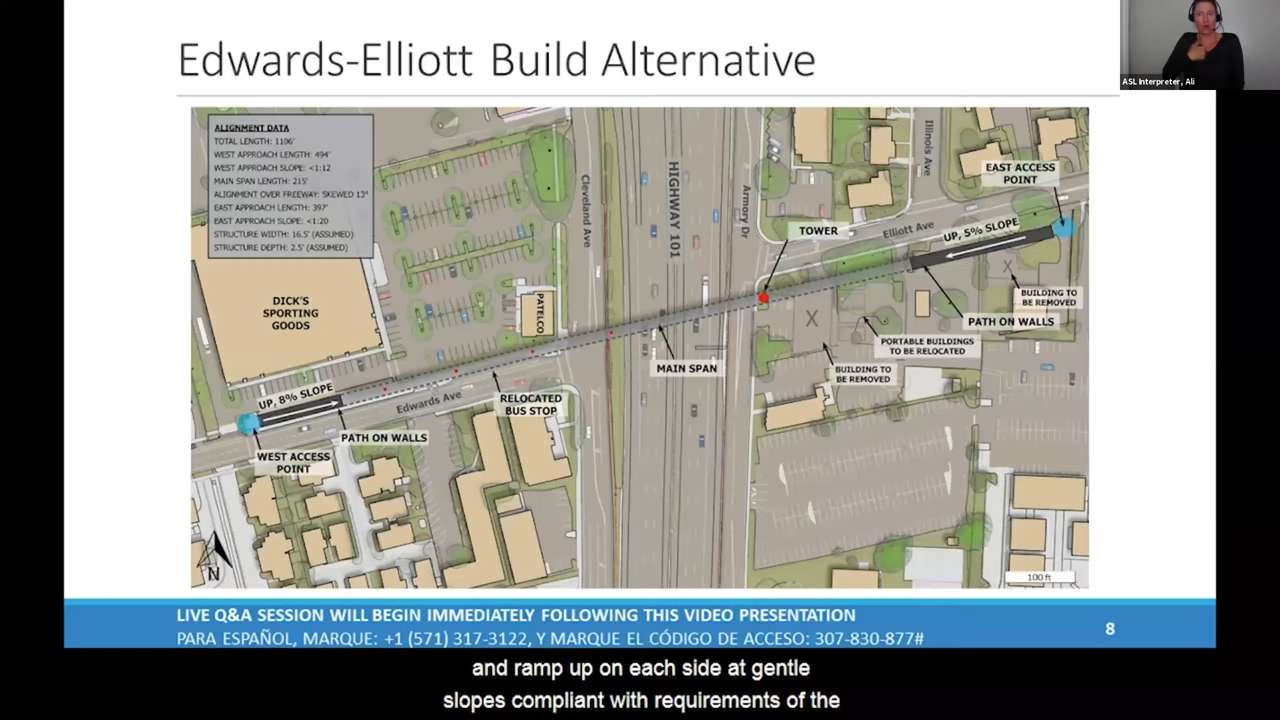 Edwards-Elliott Build Alternative
ASL Interpreter, Ali
ALIGNMENT DATA
TOTAL LENGTH: 1106'
WEST APPROACH LENGTH: 494'
WEST APPROACH SLOPE: <1:12
MAIN SPAN LENGTH: 215'
ALIGNMENT OVER FREEWAY: SKEWED 13°
EAST APPROACH LENGTH: 397'
EAST APPROACH SLOPE: <1:20
STRUCTURE WIDTH: 16.5' (ASSUMED)
STRUCTURE DEPTH: 2.5' (ASSUMED)
Cleveland Ave
HIGHWAY 101
Armory Dr
Illinois Ave
EAST ACCESS
POINT
TOWER
Elliott Ave
UP, 5% SLOPE
DICK'S
SPORTING
GOODS
PATELCO
X
X
BUILDING TO
BE REMOVED
PATH ON WALLS
PORTABLE BUILDINGS
TO BE RELOCATED
BUILDING TO
BE REMOVED
MAIN SPAN
UP, 8% SLOPE
Edwards Ave
RELOCATED
BUS STOP
PATH ON WALLS
WEST ACCESS
POINT
N
100 ft
LIVE Q&A SESSION WILL BEGIN IMMEDIATELY FOLLOWING THIS VIDEO PRESENTATION
PARA ESPAÑOL, MARQUE: +1 (571) 317-3122, Y MARQUE EL CÓDIGO DE ACCESO: 307-830-877#
8
and ramp up on each side at gentle
slopes compliant with requirements of the